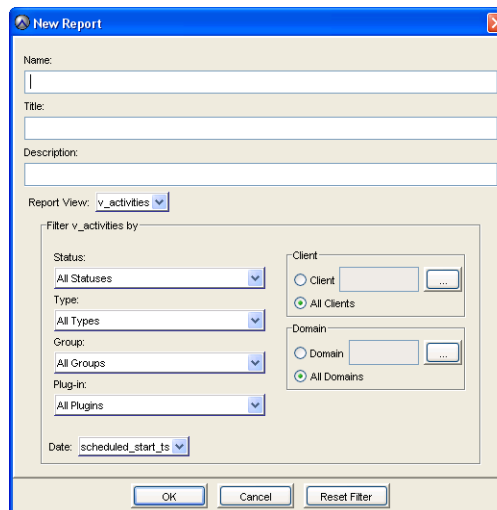 New Report
Name:
Title:
Description:
Report View: v_activities
Filter v_activities by
Status:
All Statuses
Type:
All Types
Group:
All Groups
Plug-in:
All Plugins
Date: scheduled_start_ts
Client
Client ...
All Clients
Domain
Domain ...
All Domains
OK Cancel Reset Filter